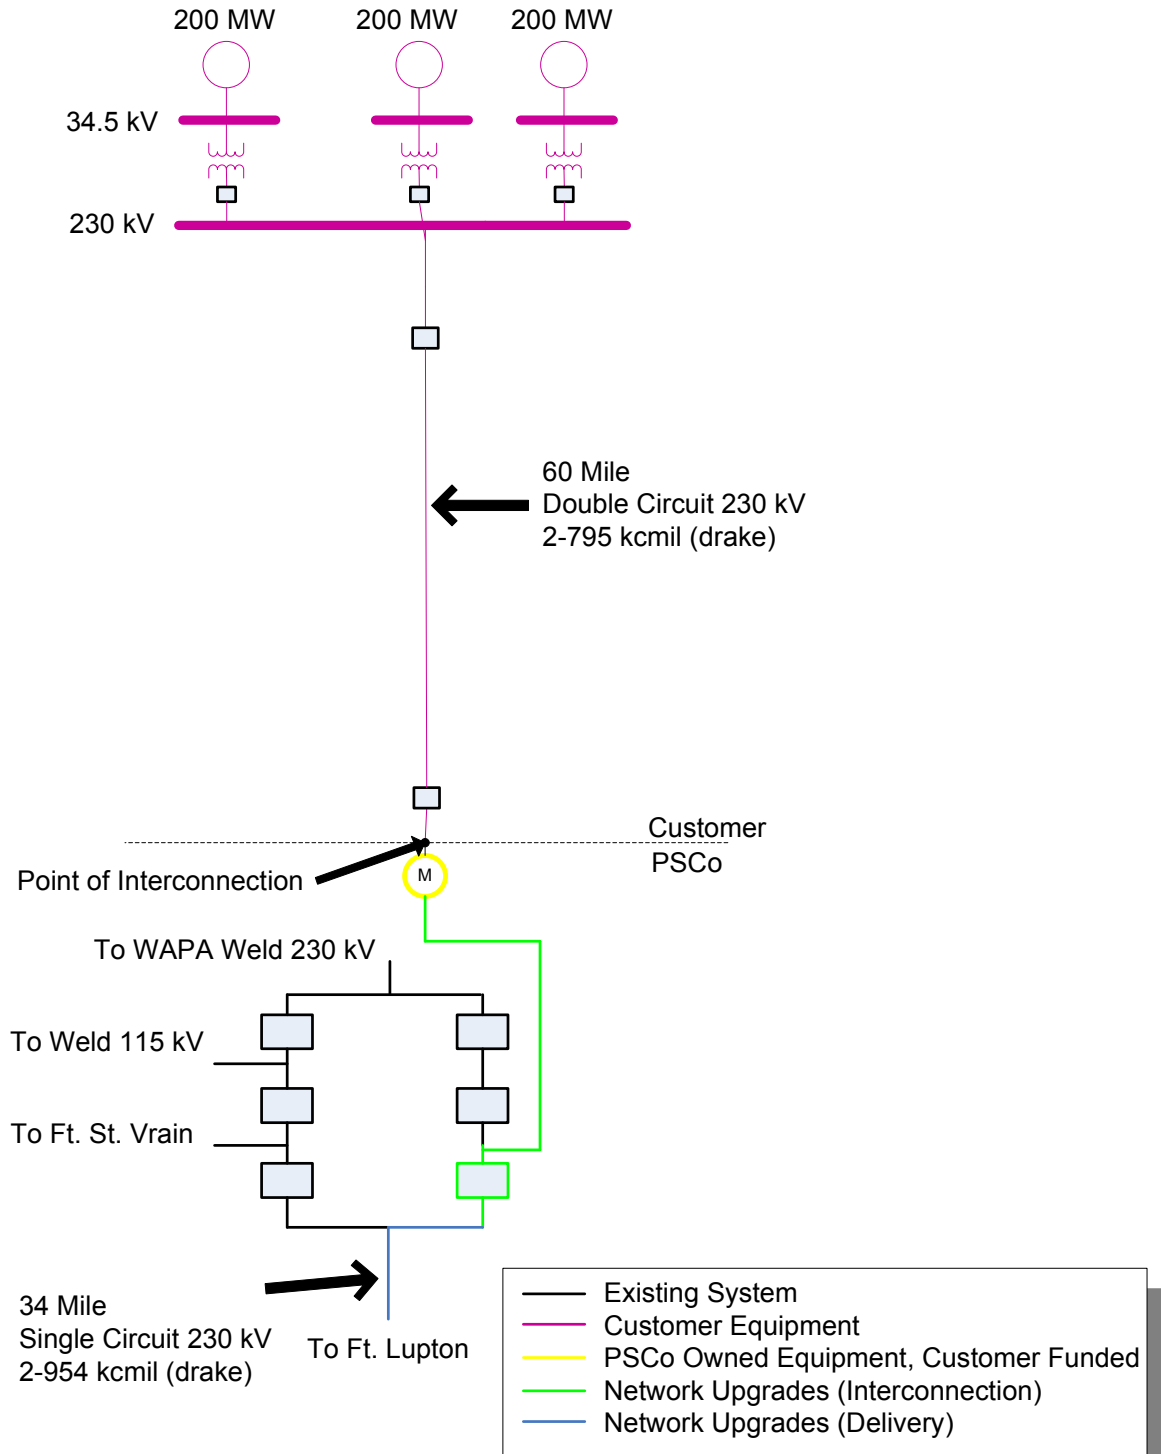 200 MW
200 MW
200 MW
34.5 kV
230 kV
60 Mile
Double Circuit 230 kV
2-795 kcmil (drake)
Customer
PSCo
Point of Interconnection
M
To WAPA Weld 230 kV
To Weld 115 kV
To Ft. St. Vrain
34 Mile
Single Circuit 230 kV
2-954 kcmil (drake)
To Ft. Lupton
Existing System
Customer Equipment
PSCo Owned Equipment, Customer Funded
Network Upgrades (Interconnection)
Network Upgrades (Delivery)